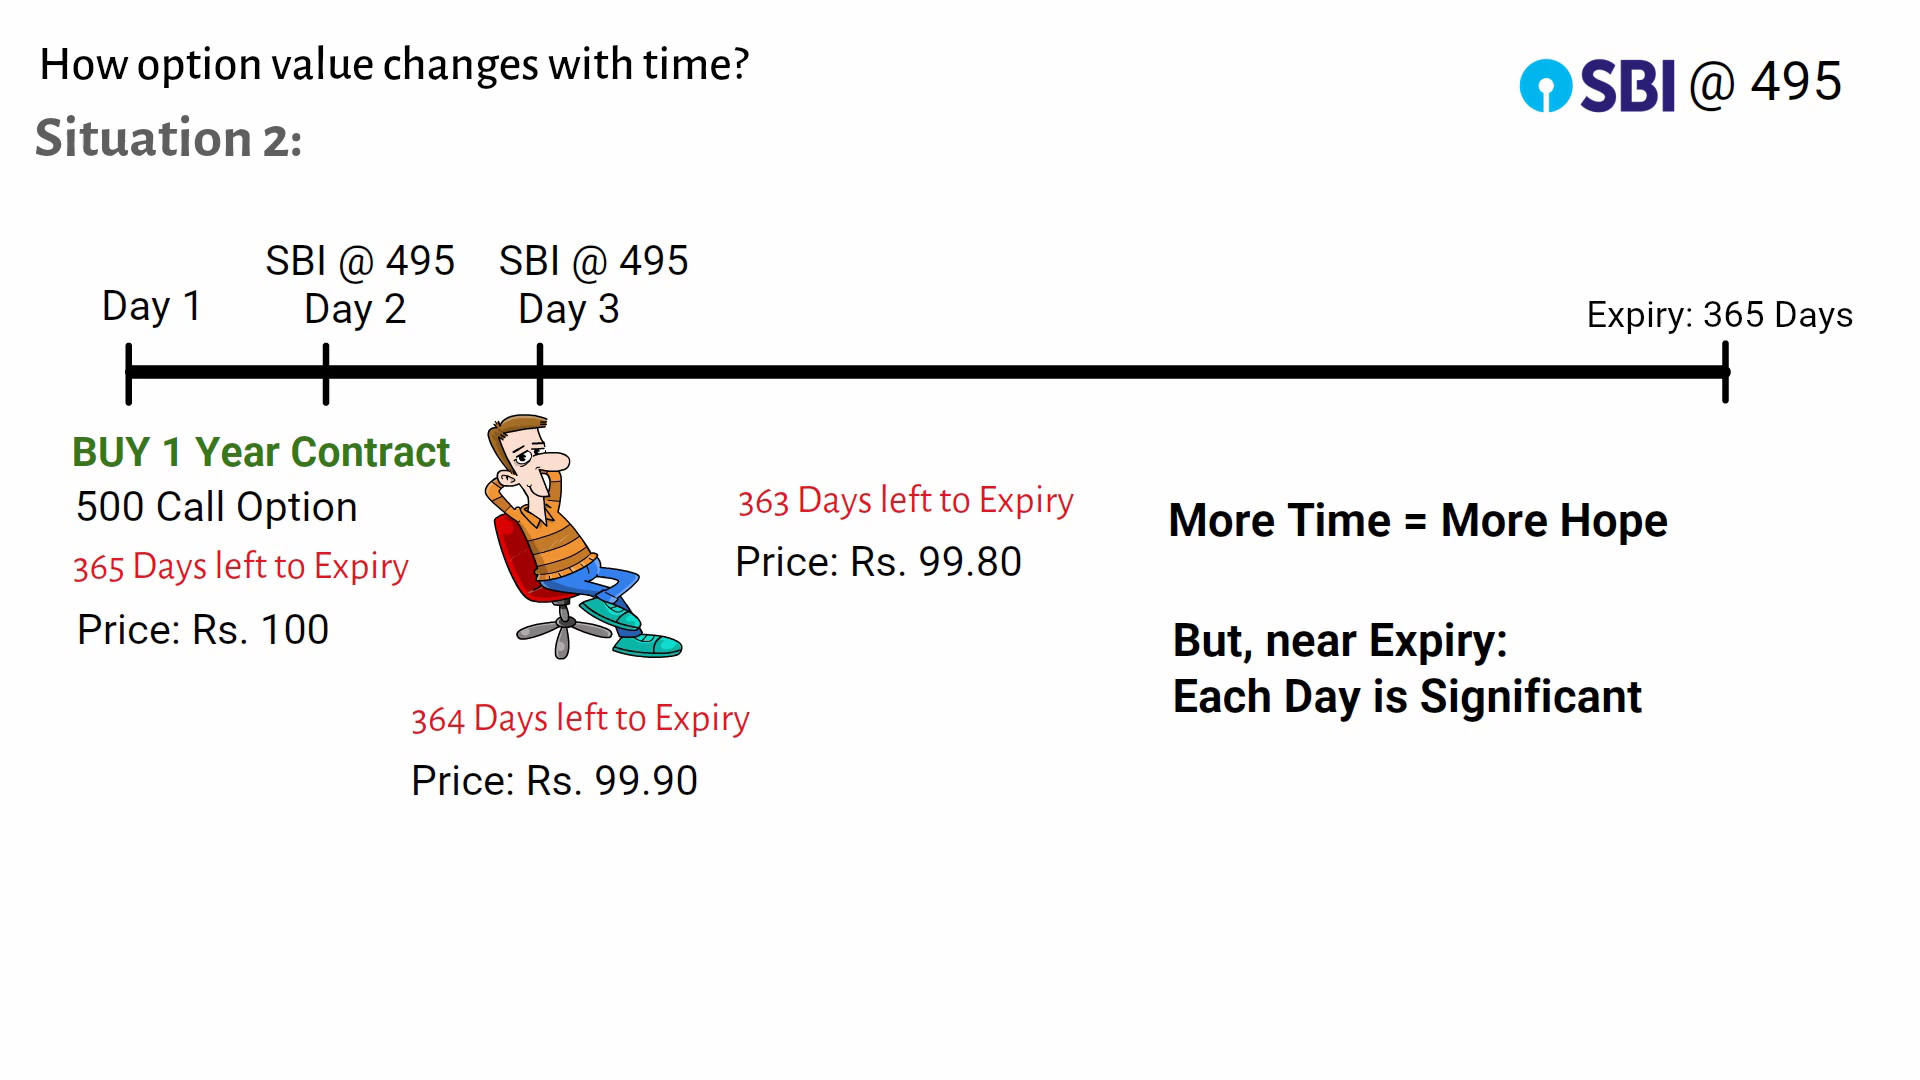 How option value changes with time?
SBI @ 495
Situation 2:
SBI @ 495
SBI @ 495
Day 1
Day 2
Day 3
Expiry: 365 Days
BUY 1 Year Contract
500 Call Option
365 Days left to Expiry
Price: Rs. 100
364 Days left to Expiry
Price: Rs. 99.90
363 Days left to Expiry
Price: Rs. 99.80
More Time = More Hope
But, near Expiry:
Each Day is Significant